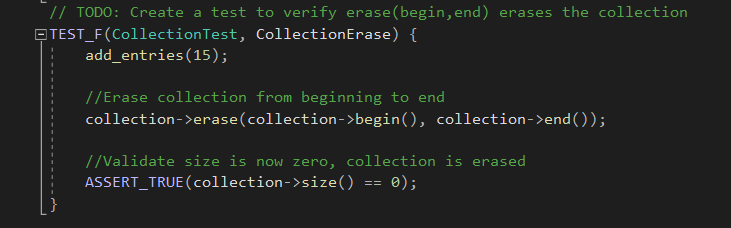 // TODO: Create a test to verify erase(begin,end) erases the collection
TEST_F(CollectionTest, CollectionErase) {
add_entries(15);
//Erase collection from beginning to end
collection->erase(collection->begin(), collection->end());
//Validate size is now zero, collection is erased
ASSERT_TRUE(collection->size() == 0);
}